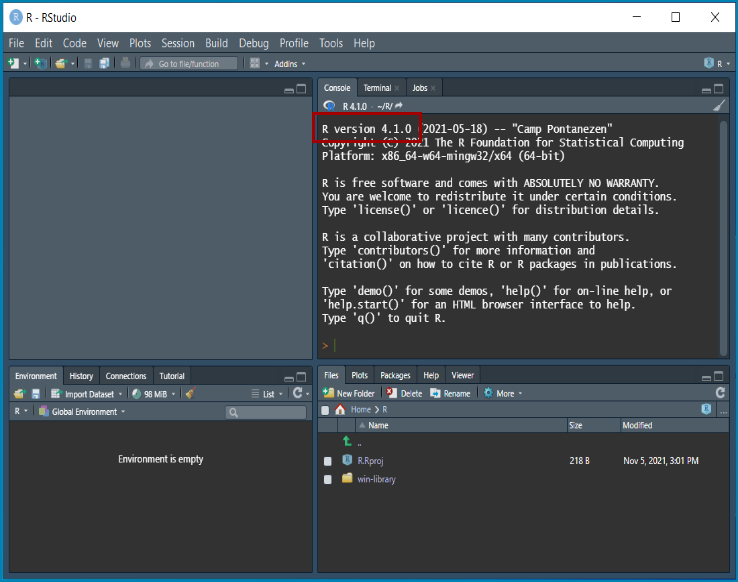 R - RStudio
File Edit Code View Plots Session Build Debug Profile Tools Help
Go to file/function Addins R
Console Terminal Jobs
R 4.1.0 · ~/R/
R version 4.1.0 (2021-05-18) -- "Camp Pontanezen"
Copyright (C) 2021 The R Foundation for Statistical Computing
Platform: x86_64-w64-mingw32/x64 (64-bit)
R is free software and comes with ABSOLUTELY NO WARRANTY.
You are welcome to redistribute it under certain conditions.
Type 'license()' or 'licence()' for distribution details.
R is a collaborative project with many contributors.
Type 'contributors()' for more information and
'citation()' on how to cite R or R packages in publications.
Type 'demo()' for some demos, 'help()' for on-line help, or
'help.start()' for an HTML browser interface to help.
Type 'q()' to quit R.
>
Environment History Connections Tutorial
Import Dataset 98 MiB List
R Global Environment
Environment is empty
Files Plots Packages Help Viewer
New Folder Delete Rename More
Home R ...
Name Size Modified
..
R.Rproj 218 B Nov 5, 2021, 3:01 PM
win-library